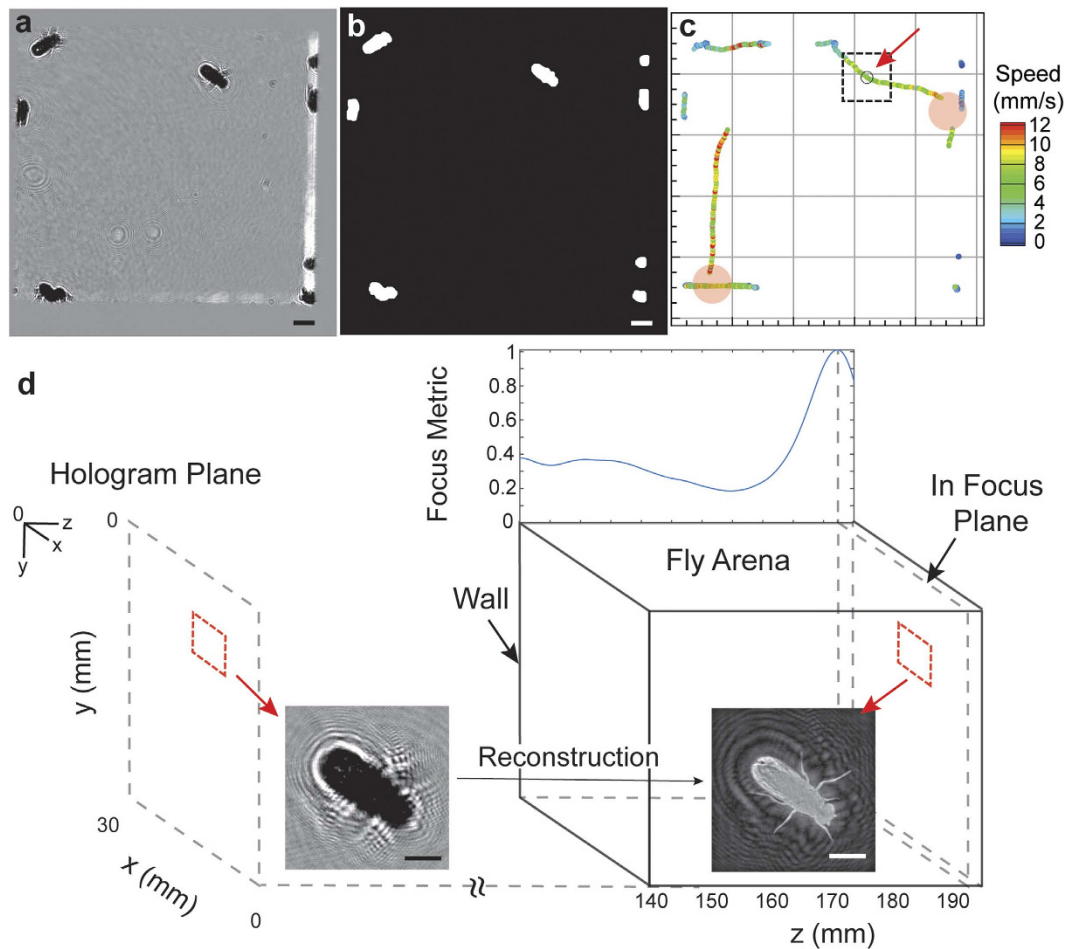 a
b
c
Speed
(mm/s)
12
10
8
6
4
2
0
d
1
0.8
0.6
0.4
0.2
0
Focus Metric
Hologram Plane
0
z
x
y
0
In Focus
Plane
Fly Arena
Wall
y (mm)
Reconstruction
30
x (mm)
0
140 150 160 170 180 190
z (mm)